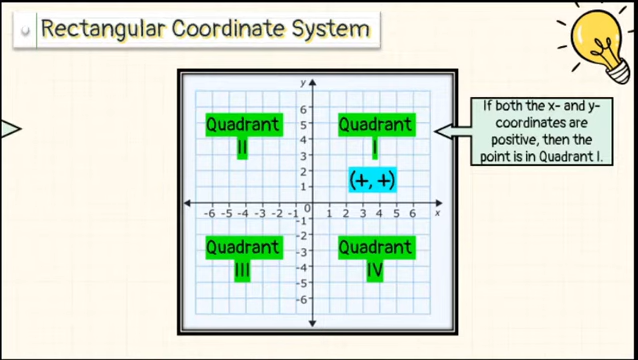 Rectangular Coordinate System
If both the x- and y-
coordinates are
positive, then the
point is in Quadrant I.
y
Quadrant
II
Quadrant
I
(+, +)
6
5
4
3
2
1
-6 -5 -4 -3 -2 -1 0 1 2 3 4 5 6 x
-1
-2
-3
-4
-5
-6
Quadrant
III
Quadrant
IV